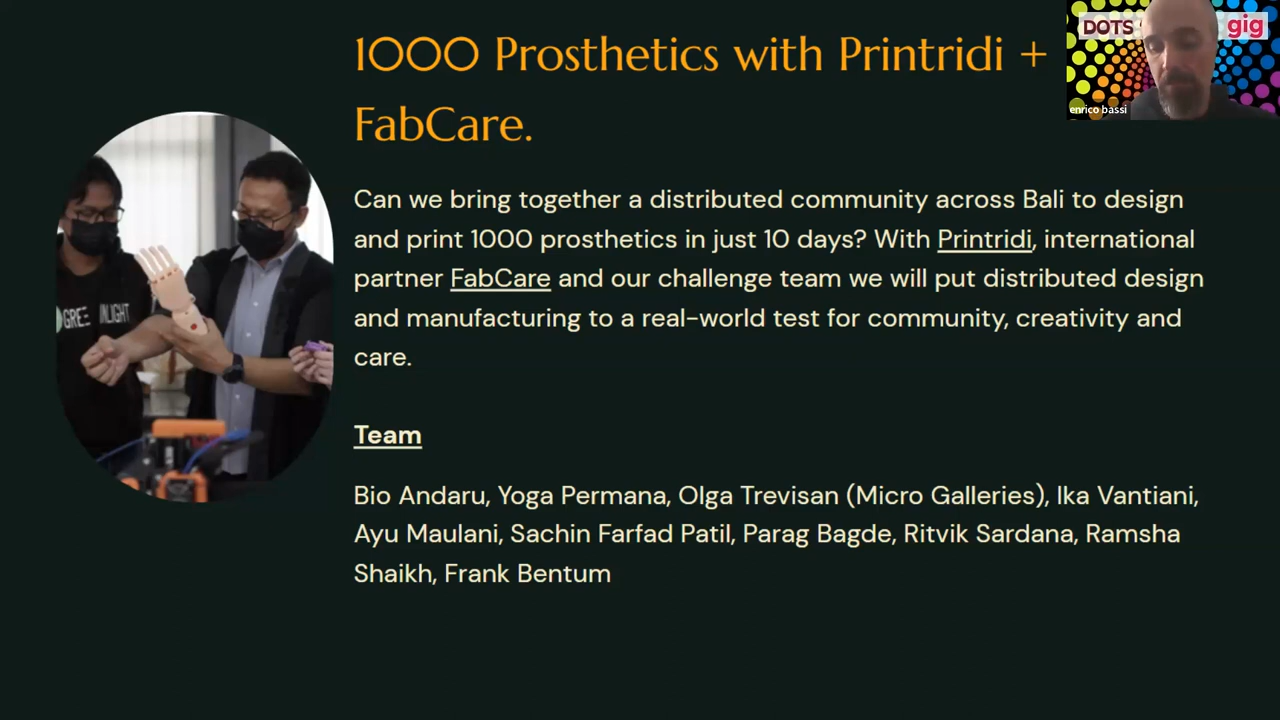 1000 Prosthetics with Printridi +
FabCare.
DOTS
gig
enrico bassi
Can we bring together a distributed community across Bali to design
and print 1000 prosthetics in just 10 days? With Printridi, international
partner FabCare and our challenge team we will put distributed design
and manufacturing to a real-world test for community, creativity and
care.
Team
Bio Andaru, Yoga Permana, Olga Trevisan (Micro Galleries), Ika Vantiani,
Ayu Maulani, Sachin Farfad Patil, Parag Bagde, Ritvik Sardana, Ramsha
Shaikh, Frank Bentum